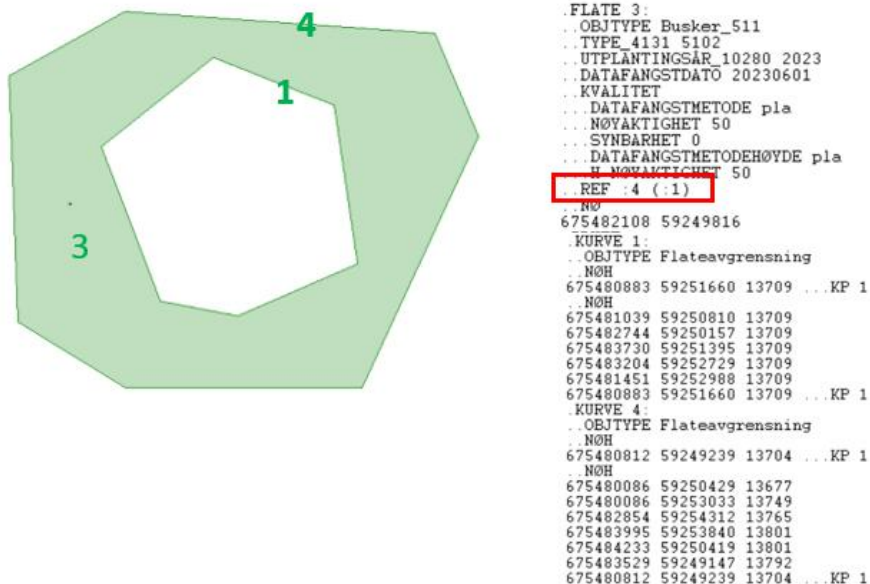 4
1
3
.FLATE 3:
..OBJTYPE Busker_511
..TYPE_4131 5102
..UTPLANTINGSÅR_10280 2023
..DATAFANGSTDATO 20230601
..KVALITET
...DATAFANGSTMETODE pla
...NØYAKTIGHET 50
...SYNBARHET 0
...DATAFANGSTMETODEHØYDE pla
...H-NØYAKTIGHET 50
..REF :4 (:1)
..NØ
675482108 59249816
.KURVE 1:
..OBJTYPE Flateavgrensning
..NØH
675480883 59251660 13709 ...KP 1
..NØH
675481039 59250810 13709
675482744 59250157 13709
675483730 59251395 13709
675483204 59252729 13709
675481451 59252988 13709
675480883 59251660 13709 ...KP 1
.KURVE 4:
..OBJTYPE Flateavgrensning
..NØH
675480812 59249239 13704 ...KP 1
..NØH
675480086 59250429 13677
675480086 59253033 13749
675482854 59254312 13765
675483995 59253840 13801
675484233 59250419 13801
675483529 59249147 13792
675480812 59249239 13704 ...KP 1